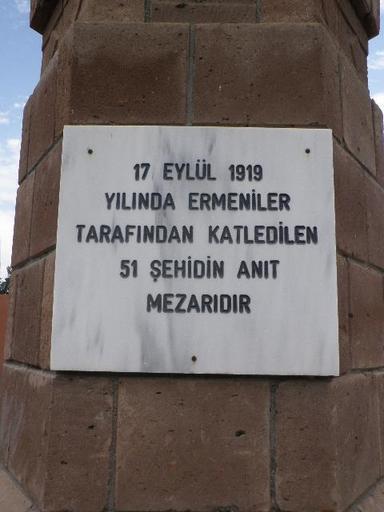 17 EYLÜL 1919
YILINDA ERMENİLER
TARAFINDAN KATLEDİLEN
51 ŞEHİDİN ANIT
MEZARIDIR